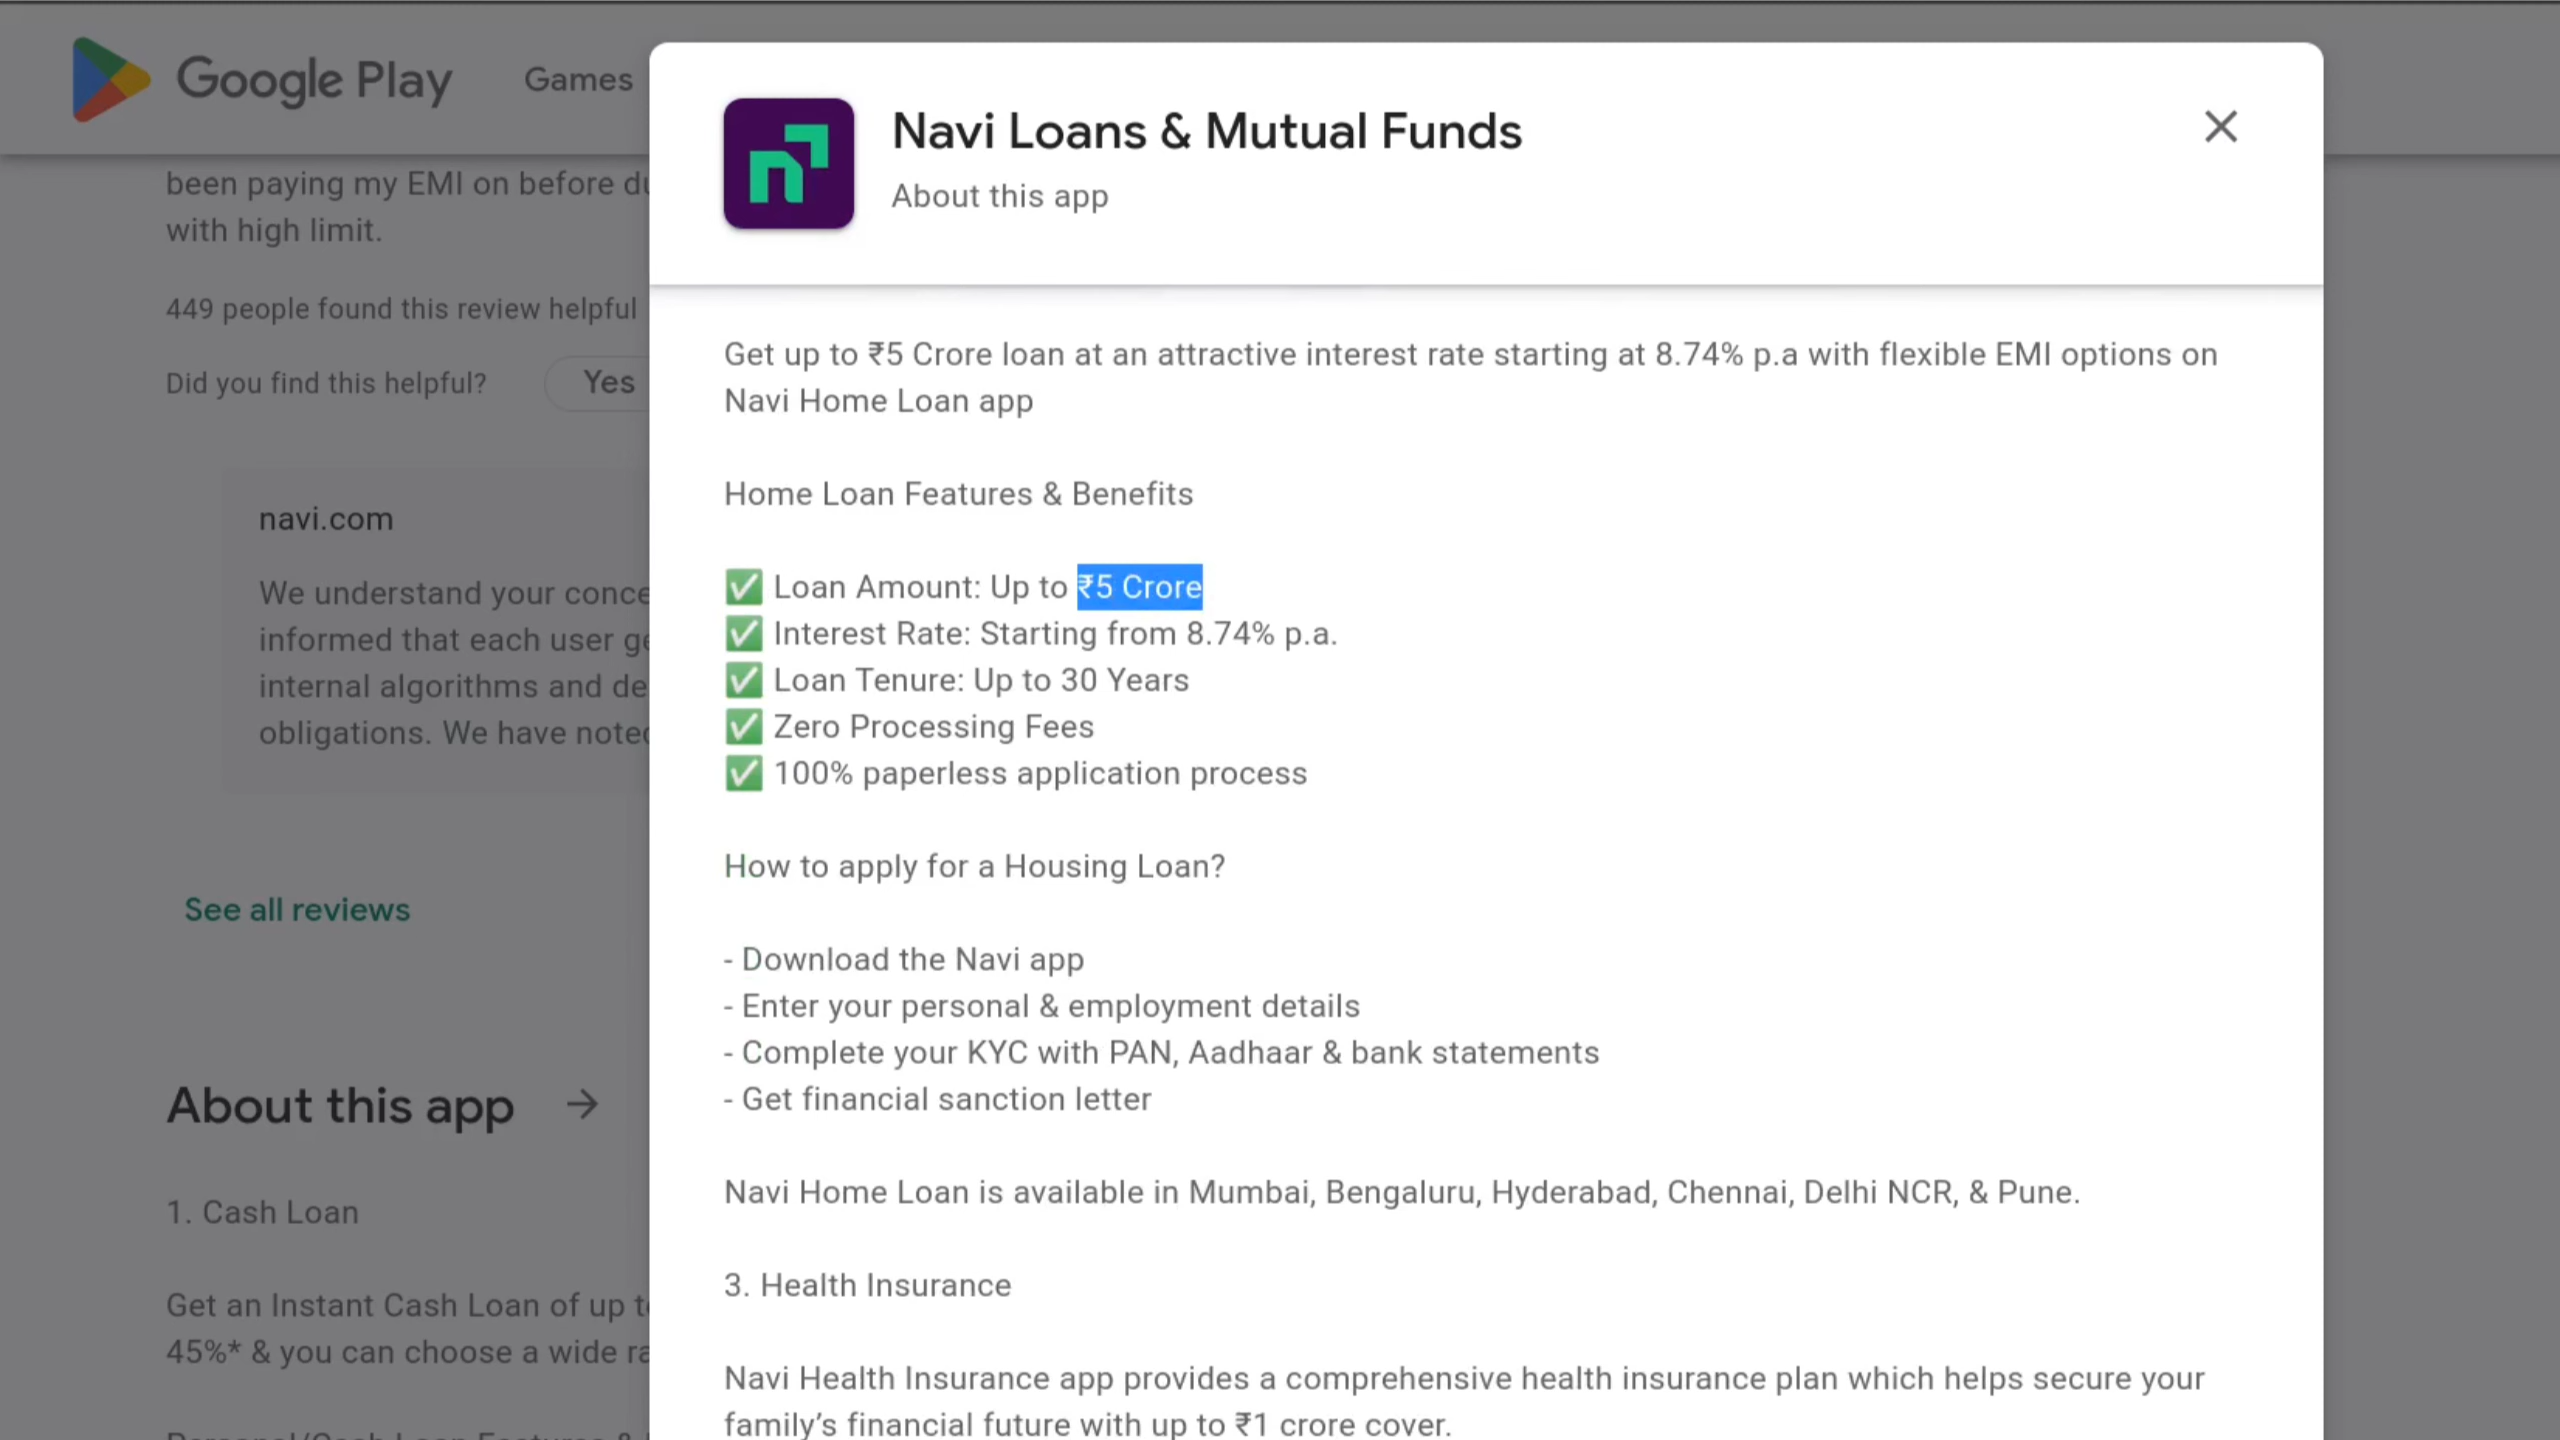 Google Play
Games
been paying my EMI on before
with high limit.
449 people found this review helpful
Did you find this helpful?
Yes
navi.com
We understand your
informed that each user
internal algorithms and
obligations. We have
See all reviews
About this app →
1. Cash Loan
Get an Instant Cash Loan of up
45%* & you can choose a wide
Navi Loans & Mutual Funds
About this app
Get up to ₹5 Crore loan at an attractive interest rate starting at 8.74% p.a with flexible EMI options on
Navi Home Loan app
Home Loan Features & Benefits
✅ Loan Amount: Up to ₹5 Crore
✅ Interest Rate: Starting from 8.74% p.a.
✅ Loan Tenure: Up to 30 Years
✅ Zero Processing Fees
✅ 100% paperless application process
How to apply for a Housing Loan?
- Download the Navi app
- Enter your personal & employment details
- Complete your KYC with PAN, Aadhaar & bank statements
- Get financial sanction letter
Navi Home Loan is available in Mumbai, Bengaluru, Hyderabad, Chennai, Delhi NCR, & Pune.
3. Health Insurance
Navi Health Insurance app provides a comprehensive health insurance plan which helps secure your
family’s financial future with up to ₹1 crore cover.